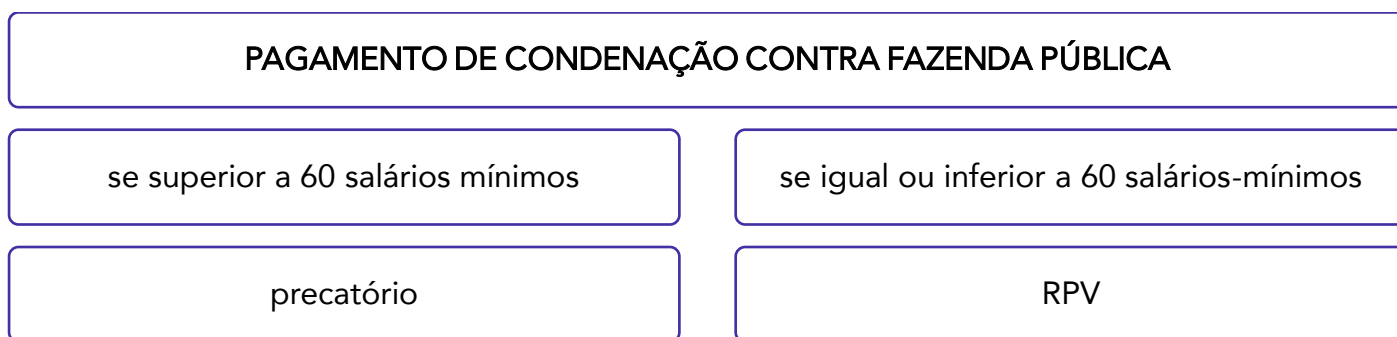 PAGAMENTO DE CONDENAÇÃO CONTRA FAZENDA PÚBLICA
se superior a 60 salários mínimos
se igual ou inferior a 60 salários-mínimos
precatório
RPV